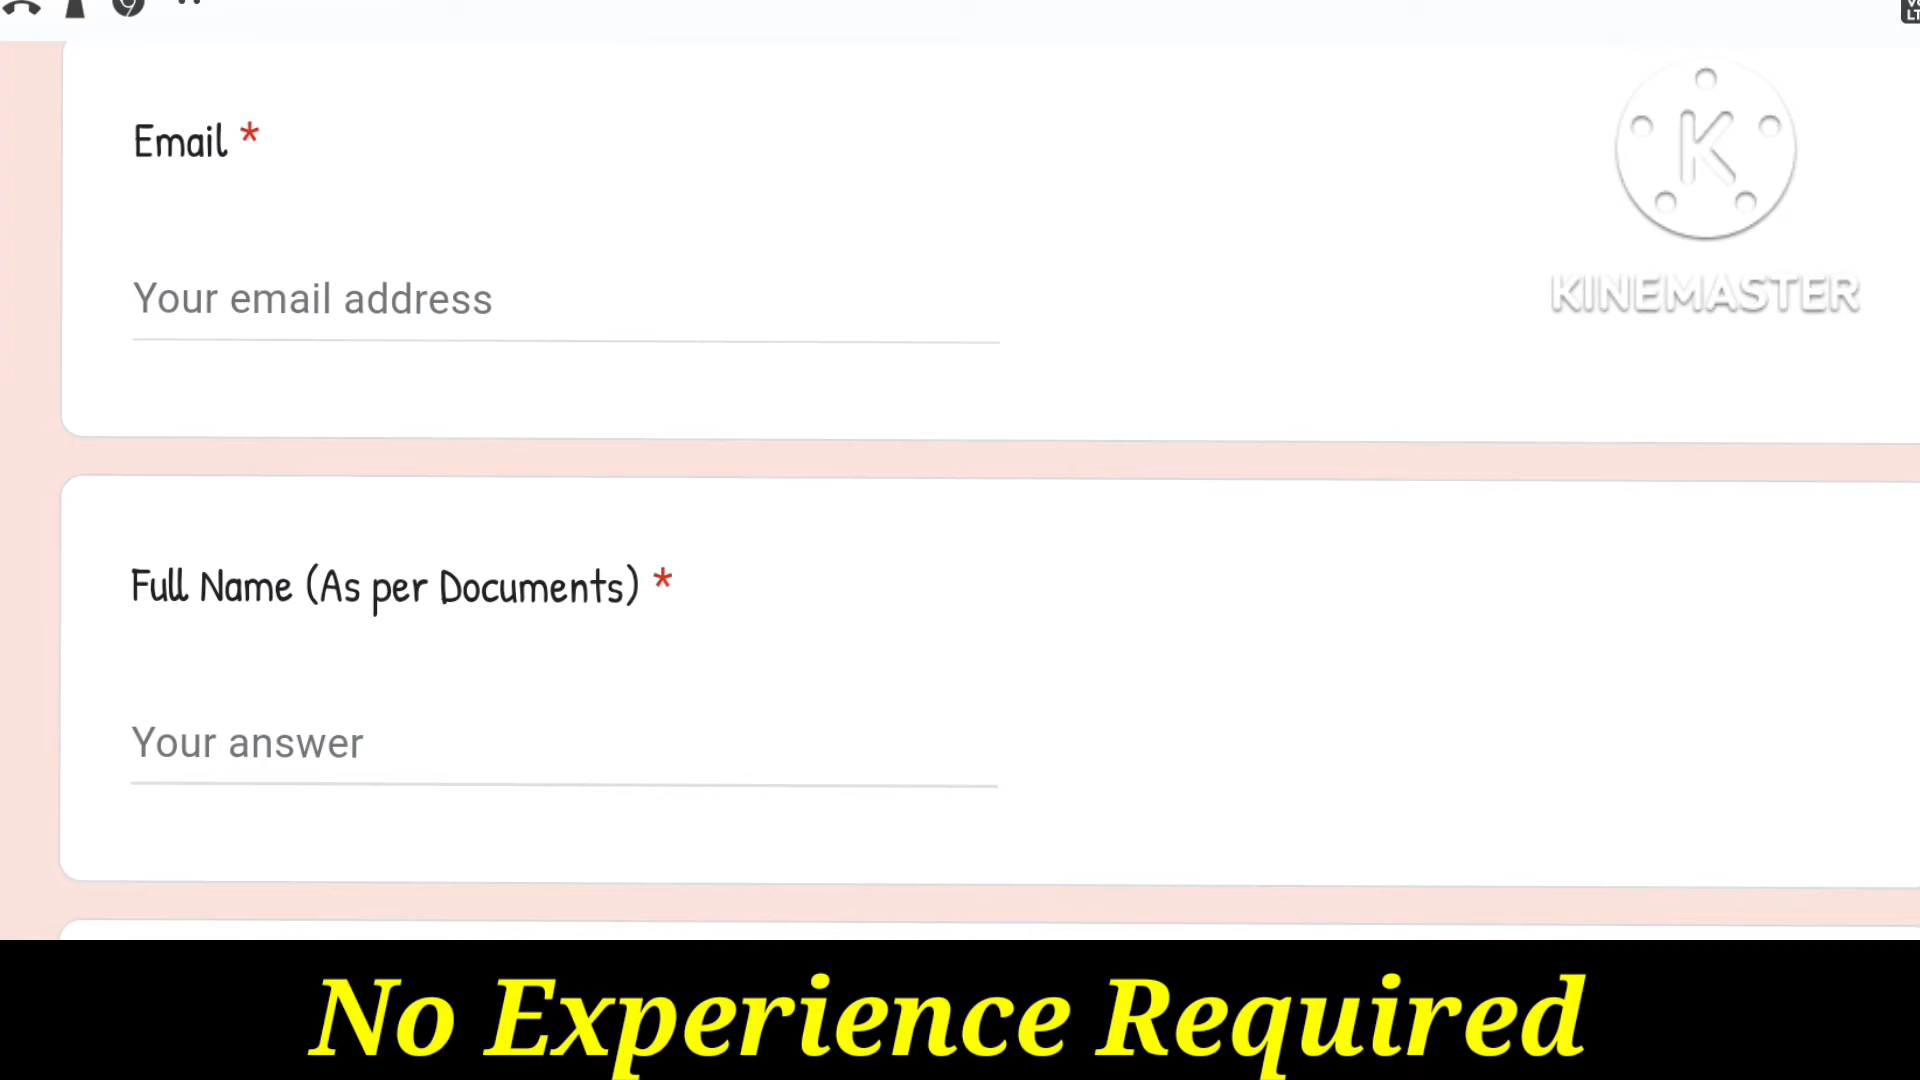 Email *
K
KINEMASTER
Your email address
Full Name (As per Documents) *
Your answer
No Experience Required